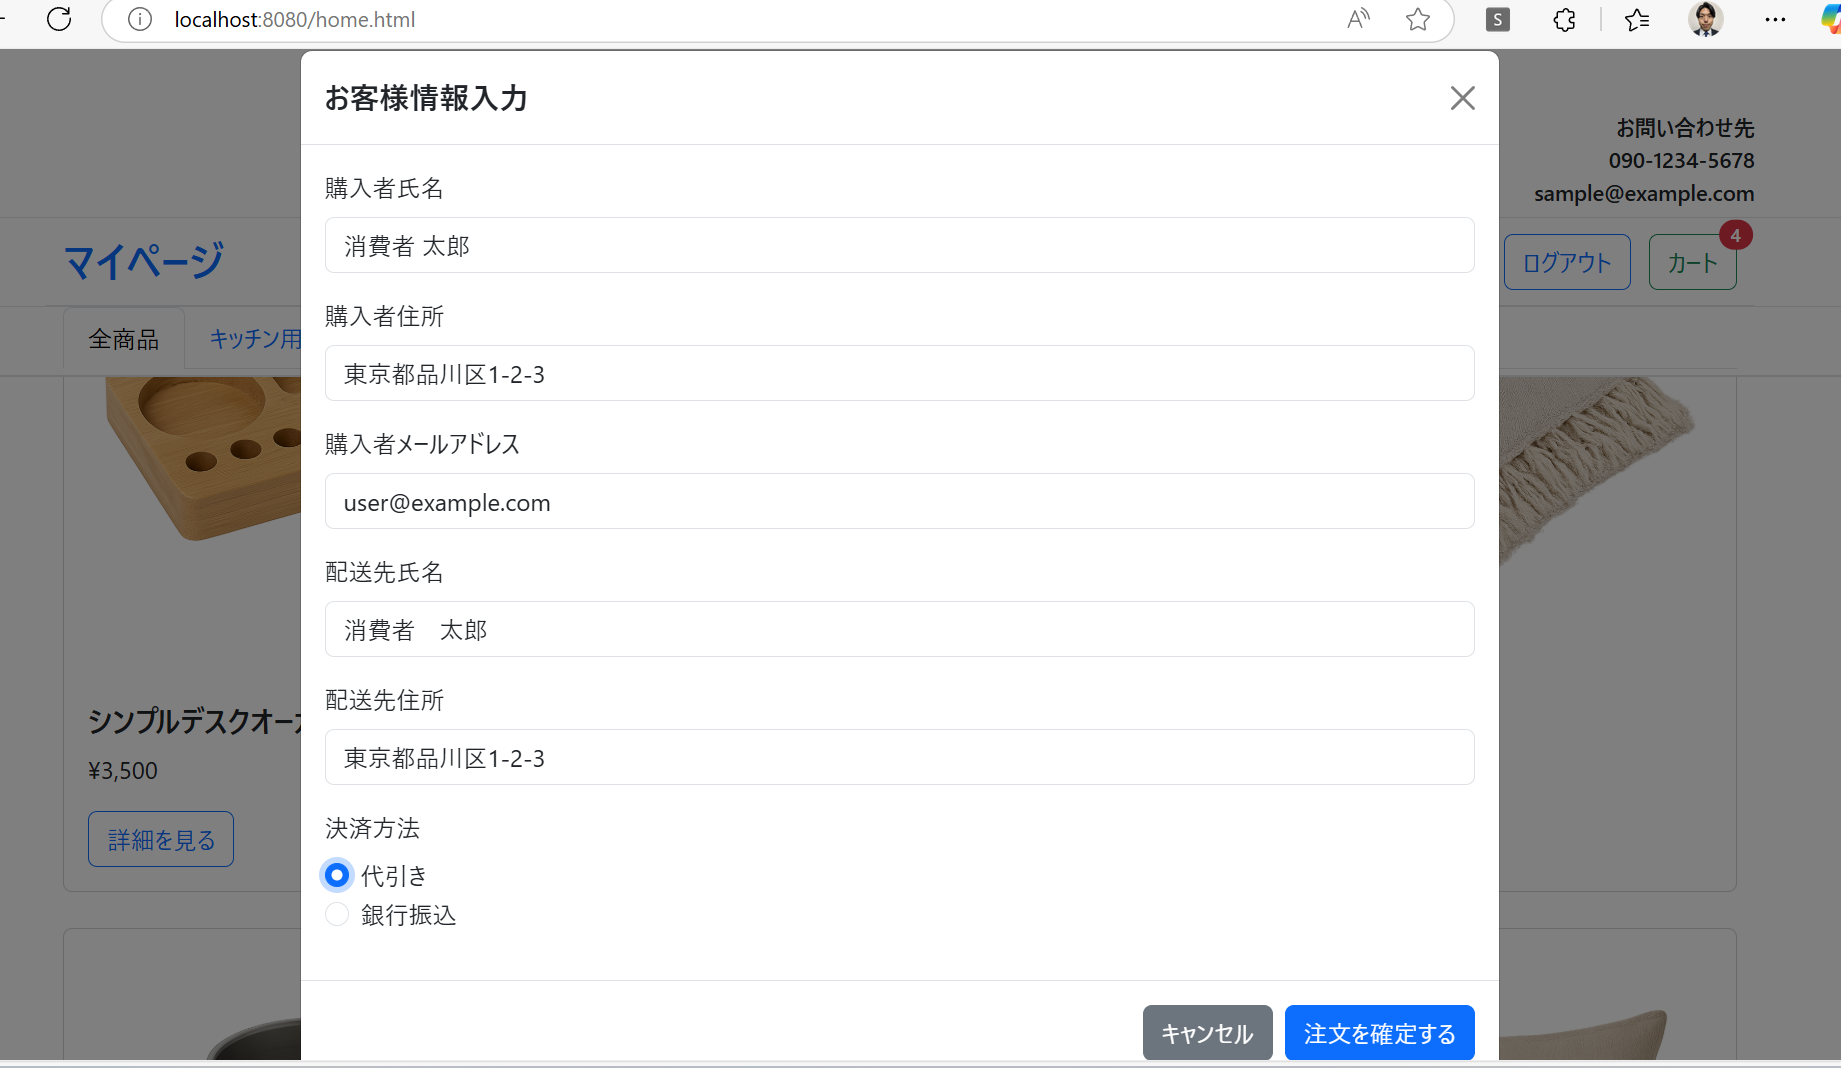 localhost:8080/home.html
S
お客様情報入力
お問い合わせ先
090-1234-5678
sample@example.com
マイページ
ログアウト
カート
4
全商品
キッチン用
購入者氏名
消費者 太郎
購入者住所
東京都品川区1-2-3
購入者メールアドレス
user@example.com
配送先氏名
消費者　太郎
配送先住所
東京都品川区1-2-3
シンプルデスクオー
¥3,500
詳細を見る
決済方法
代引き
銀行振込
キャンセル
注文を確定する